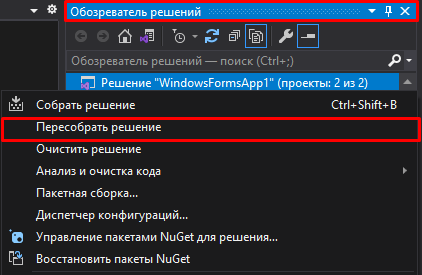 Обозреватель решений
Обозреватель решений — поиск (Ctrl+;)
Решение "WindowsFormsApp1" (проекты: 2 из 2)
Собрать решение Ctrl+Shift+B
Пересобрать решение
Очистить решение
Анализ и очистка кода
Пакетная сборка...
Диспетчер конфигураций...
Управление пакетами NuGet для решения...
Восстановить пакеты NuGet